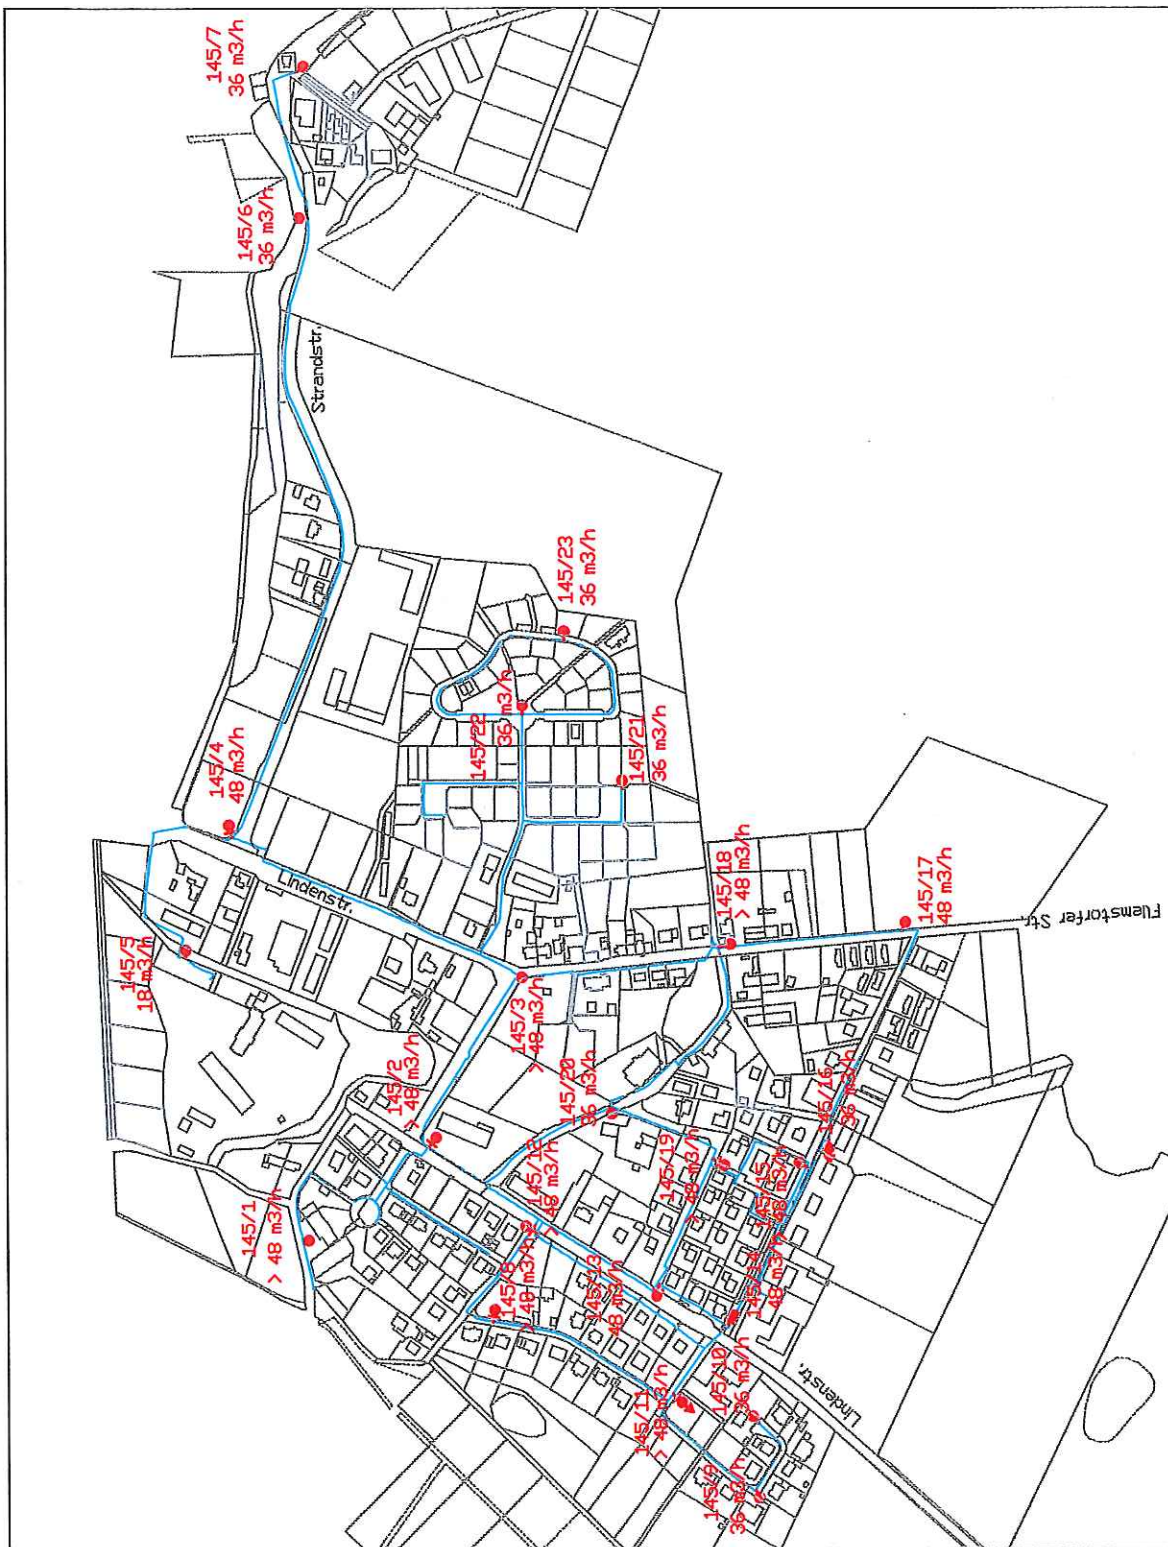 145/7
36 m3/h
145/6
36 m3/h
Strandstr.
145/23
36 m3/h
145/22
36 m3/h
145/21
36 m3/h
145/4
48 m3/h
Lindenstr.
145/5
18 m3/h
145/18
> 48 m3/h
145/17
48 m3/h
Fliemstorfer Str.
145/3
> 48 m3/h
145/2
> 48 m3/h
145/20
36 m3/h
145/16
36 m3/h
145/19
> 48 m3/h
145/15
> 48 m3/h
145/12
> 48 m3/h
145/1
> 48 m3/h
145/14
48 m3/h
145/13
48 m3/h
145/8
> 48 m3/h
145/10
36 m3/h
145/11
> 48 m3/h
145/9
36 m3/h
Lindenstr.